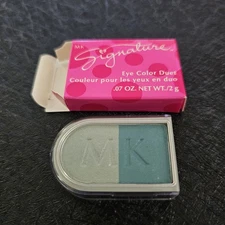 Signature
Eye Color Duet
Couleur pour les yeux en duo
.07 OZ. NET WT./2 g
MK